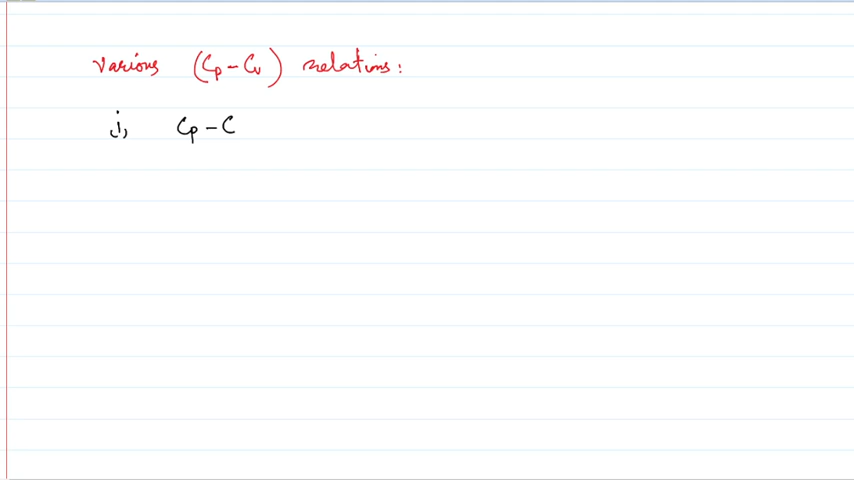 Various (Cp - Cv) relations:
i, Cp - C